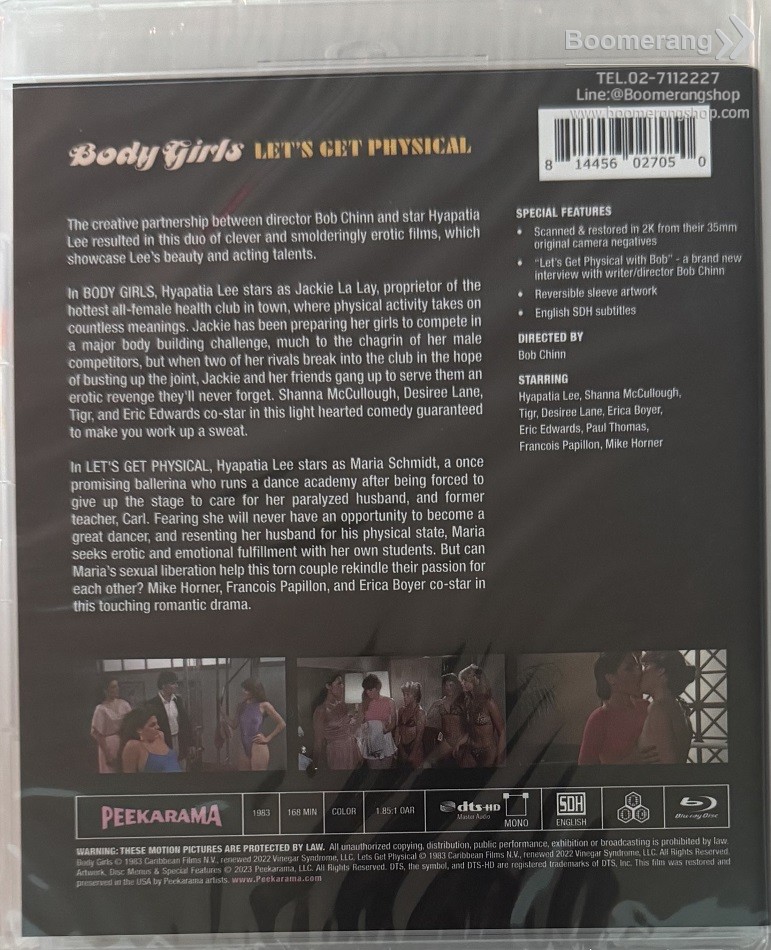 Boomerang
TEL.02-7112227
Line:@Boomerangshop
www.boomerangshop.com
8 14456 02705 0
Body Girls LET'S GET PHYSICAL
The creative partnership between director Bob Chinn and star Hyapatia
Lee resulted in this duo of clever and smolderingly erotic films, which
showcase Lee's beauty and acting talents.
In BODY GIRLS, Hyapatia Lee stars as Jackie La Lay, proprietor of the
hottest all-female health club in town, where physical activity takes on
countless meanings. Jackie has been preparing her girls to compete in
a major body building challenge, much to the chagrin of her male
competitors, but when two of her rivals break into the club in the hope
of busting up the joint, Jackie and her friends gang up to serve them an
erotic revenge they'll never forget. Shanna McCullough, Desiree Lane,
Tigr, and Eric Edwards co-star in this light hearted comedy guaranteed
to make you work up a sweat.
In LET'S GET PHYSICAL, Hyapatia Lee stars as Maria Schmidt, a once
promising ballerina who runs a dance academy after being forced to
give up the stage to care for her paralyzed husband, and former
teacher, Carl. Fearing she will never have an opportunity to become a
great dancer, and resenting her husband for his physical state, Maria
seeks erotic and emotional fulfillment with her own students. But can
Maria's sexual liberation help this torn couple rekindle their passion for
each other? Mike Horner, Francois Papillon, and Erica Boyer co-star in
this touching romantic drama.
SPECIAL FEATURES
• Scanned & restored in 2K from their 35mm
original camera negatives
• "Let's Get Physical with Bob" - a brand new
interview with writer/director Bob Chinn
• Reversible sleeve artwork
• English SDH subtitles
DIRECTED BY
Bob Chinn
STARRING
Hyapatia Lee, Shanna McCullough,
Tigr, Desiree Lane, Erica Boyer,
Eric Edwards, Paul Thomas,
Francois Papillon, Mike Horner
PEEKARAMA 1983 168 MIN COLOR 1.85:1 OAR dts-HD Master Audio MONO SDH ENGLISH Blu-ray Disc
WARNING: THESE MOTION PICTURES ARE PROTECTED BY LAW. All unauthorized copying, distribution, public performance, exhibition or broadcasting is prohibited by law.
Body Girls © 1983 Caribbean Films N.V., renewed 2022 Vinegar Syndrome, LLC. Lets Get Physical © 1983 Caribbean Films N.V., renewed 2022 Vinegar Syndrome, LLC. All Rights Reserved.
Artwork, Disc Menus & Special Features © 2023 Peekarama, LLC. All Rights Reserved. DTS, the symbol, and DTS-HD are registered trademarks of DTS, Inc. This film was restored and
preserved in the USA by Peekarama artists. www.Peekarama.com